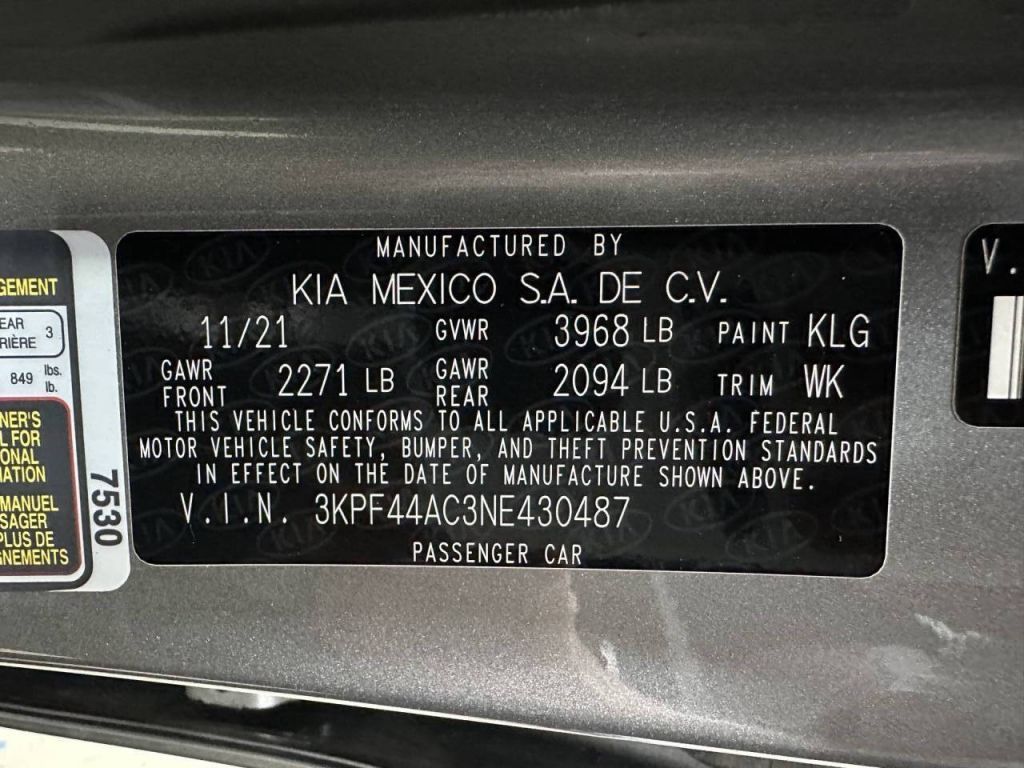 GEMENT
EAR 3
RIÈRE
849 lbs.
lb.
NER'S
L FOR
ONAL
MATION
MANUEL
SAGER
PLUS DE
GNEMENTS
7530
MANUFACTURED BY
KIA MEXICO S.A. DE C.V.
11/21 GVWR 3968 LB PAINT KLG
GAWR FRONT 2271 LB GAWR REAR 2094 LB TRIM WK
THIS VEHICLE CONFORMS TO ALL APPLICABLE U.S.A. FEDERAL
MOTOR VEHICLE SAFETY, BUMPER, AND THEFT PREVENTION STANDARDS
IN EFFECT ON THE DATE OF MANUFACTURE SHOWN ABOVE.
V.I.N. 3KPF44AC3NE430487
PASSENGER CAR
V.